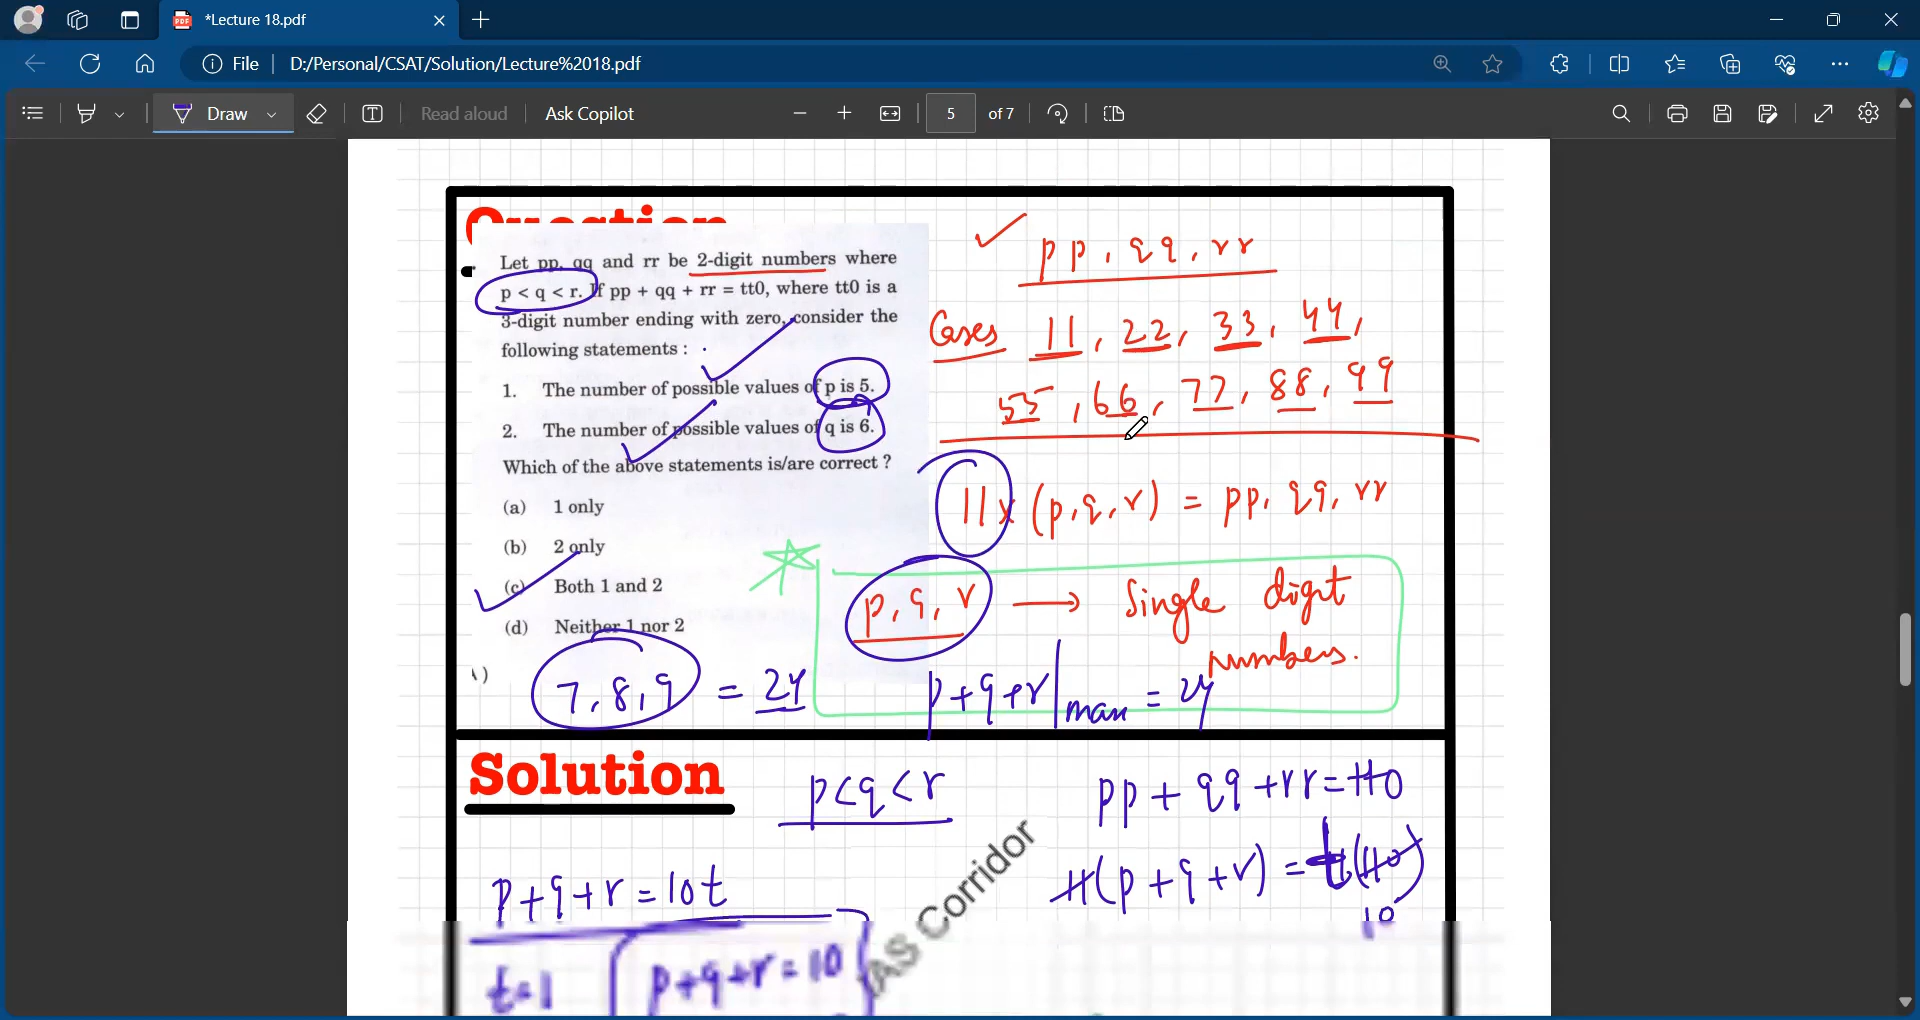 *Lecture 18.pdf
File D:/Personal/CSAT/Solution/Lecture%2018.pdf
Draw Read aloud Ask Copilot 5 of 7
Question
Let pp, qq and rr be 2-digit numbers where
p < q < r. If pp + qq + rr = tt0, where tt0 is a
3-digit number ending with zero, consider the
following statements :
1. The number of possible values of p is 5.
2. The number of possible values of q is 6.
Which of the above statements is/are correct ?
(a) 1 only
(b) 2 only
(c) Both 1 and 2
(d) Neither 1 nor 2
7, 8, 9 = 24
pp, qq, rr
Cases 11, 22, 33, 44,
55, 66, 77, 88, 99
11 x (p, q, r) = pp, qq, rr
p, q, r → Single digit
numbers.
p+q+r|max = 24
Solution
p<q<r
pp + qq + rr = tt0
11(p+q+r) = t(110)
10
p+q+r = 10t
t=1 p+q+r = 10
IAS Corridor